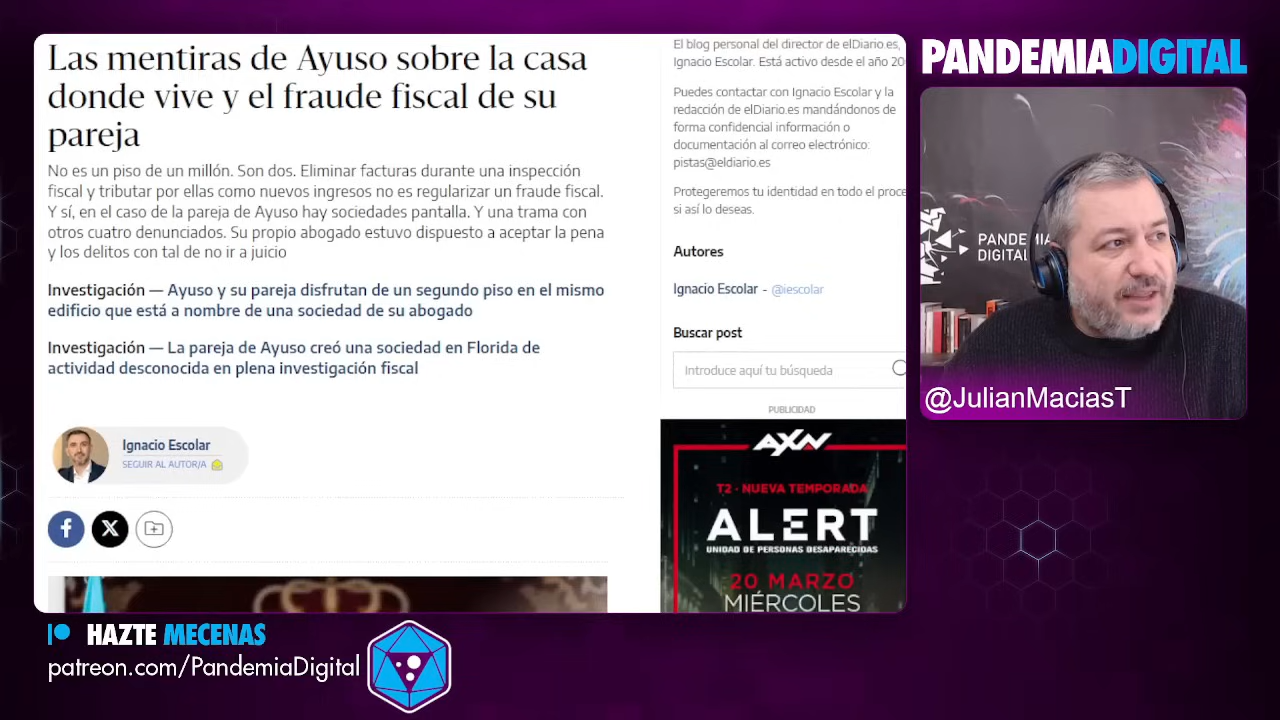 Las mentiras de Ayuso sobre la casa
donde vive y el fraude fiscal de su
pareja
No es un piso de un millón. Son dos. Eliminar facturas durante una inspección
fiscal y tributar por ellas como nuevos ingresos no es regularizar un fraude fiscal.
Y sí, en el caso de la pareja de Ayuso hay sociedades pantalla. Y una trama con
otros cuatro denunciados. Su propio abogado estuvo dispuesto a aceptar la pena
y los delitos con tal de no ir a juicio
Investigación — Ayuso y su pareja disfrutan de un segundo piso en el mismo
edificio que está a nombre de una sociedad de su abogado
Investigación — La pareja de Ayuso creó una sociedad en Florida de
actividad desconocida en plena investigación fiscal
Ignacio Escolar
SEGUIR AL AUTOR/A
El blog personal del director de elDiario.es,
Ignacio Escolar. Está activo desde el año 20
Puedes contactar con Ignacio Escolar y la
redacción de elDiario.es mandándonos de
forma confidencial información o
documentación al correo electrónico:
pistas@eldiario.es
Protegeremos tu identidad en todo el proce
si así lo deseas.
Autores
Ignacio Escolar - @iescolar
Buscar post
Introduce aquí tu búsqueda
PUBLICIDAD
AXN
T2 · NUEVA TEMPORADA
ALERT
UNIDAD DE PERSONAS DESAPARECIDAS
20 MARZO
MIÉRCOLES
PANDEMIADIGITAL
PANDEMIA
DIGITAL
@JulianMaciasT
HAZTE MECENAS
patreon.com/PandemiaDigital